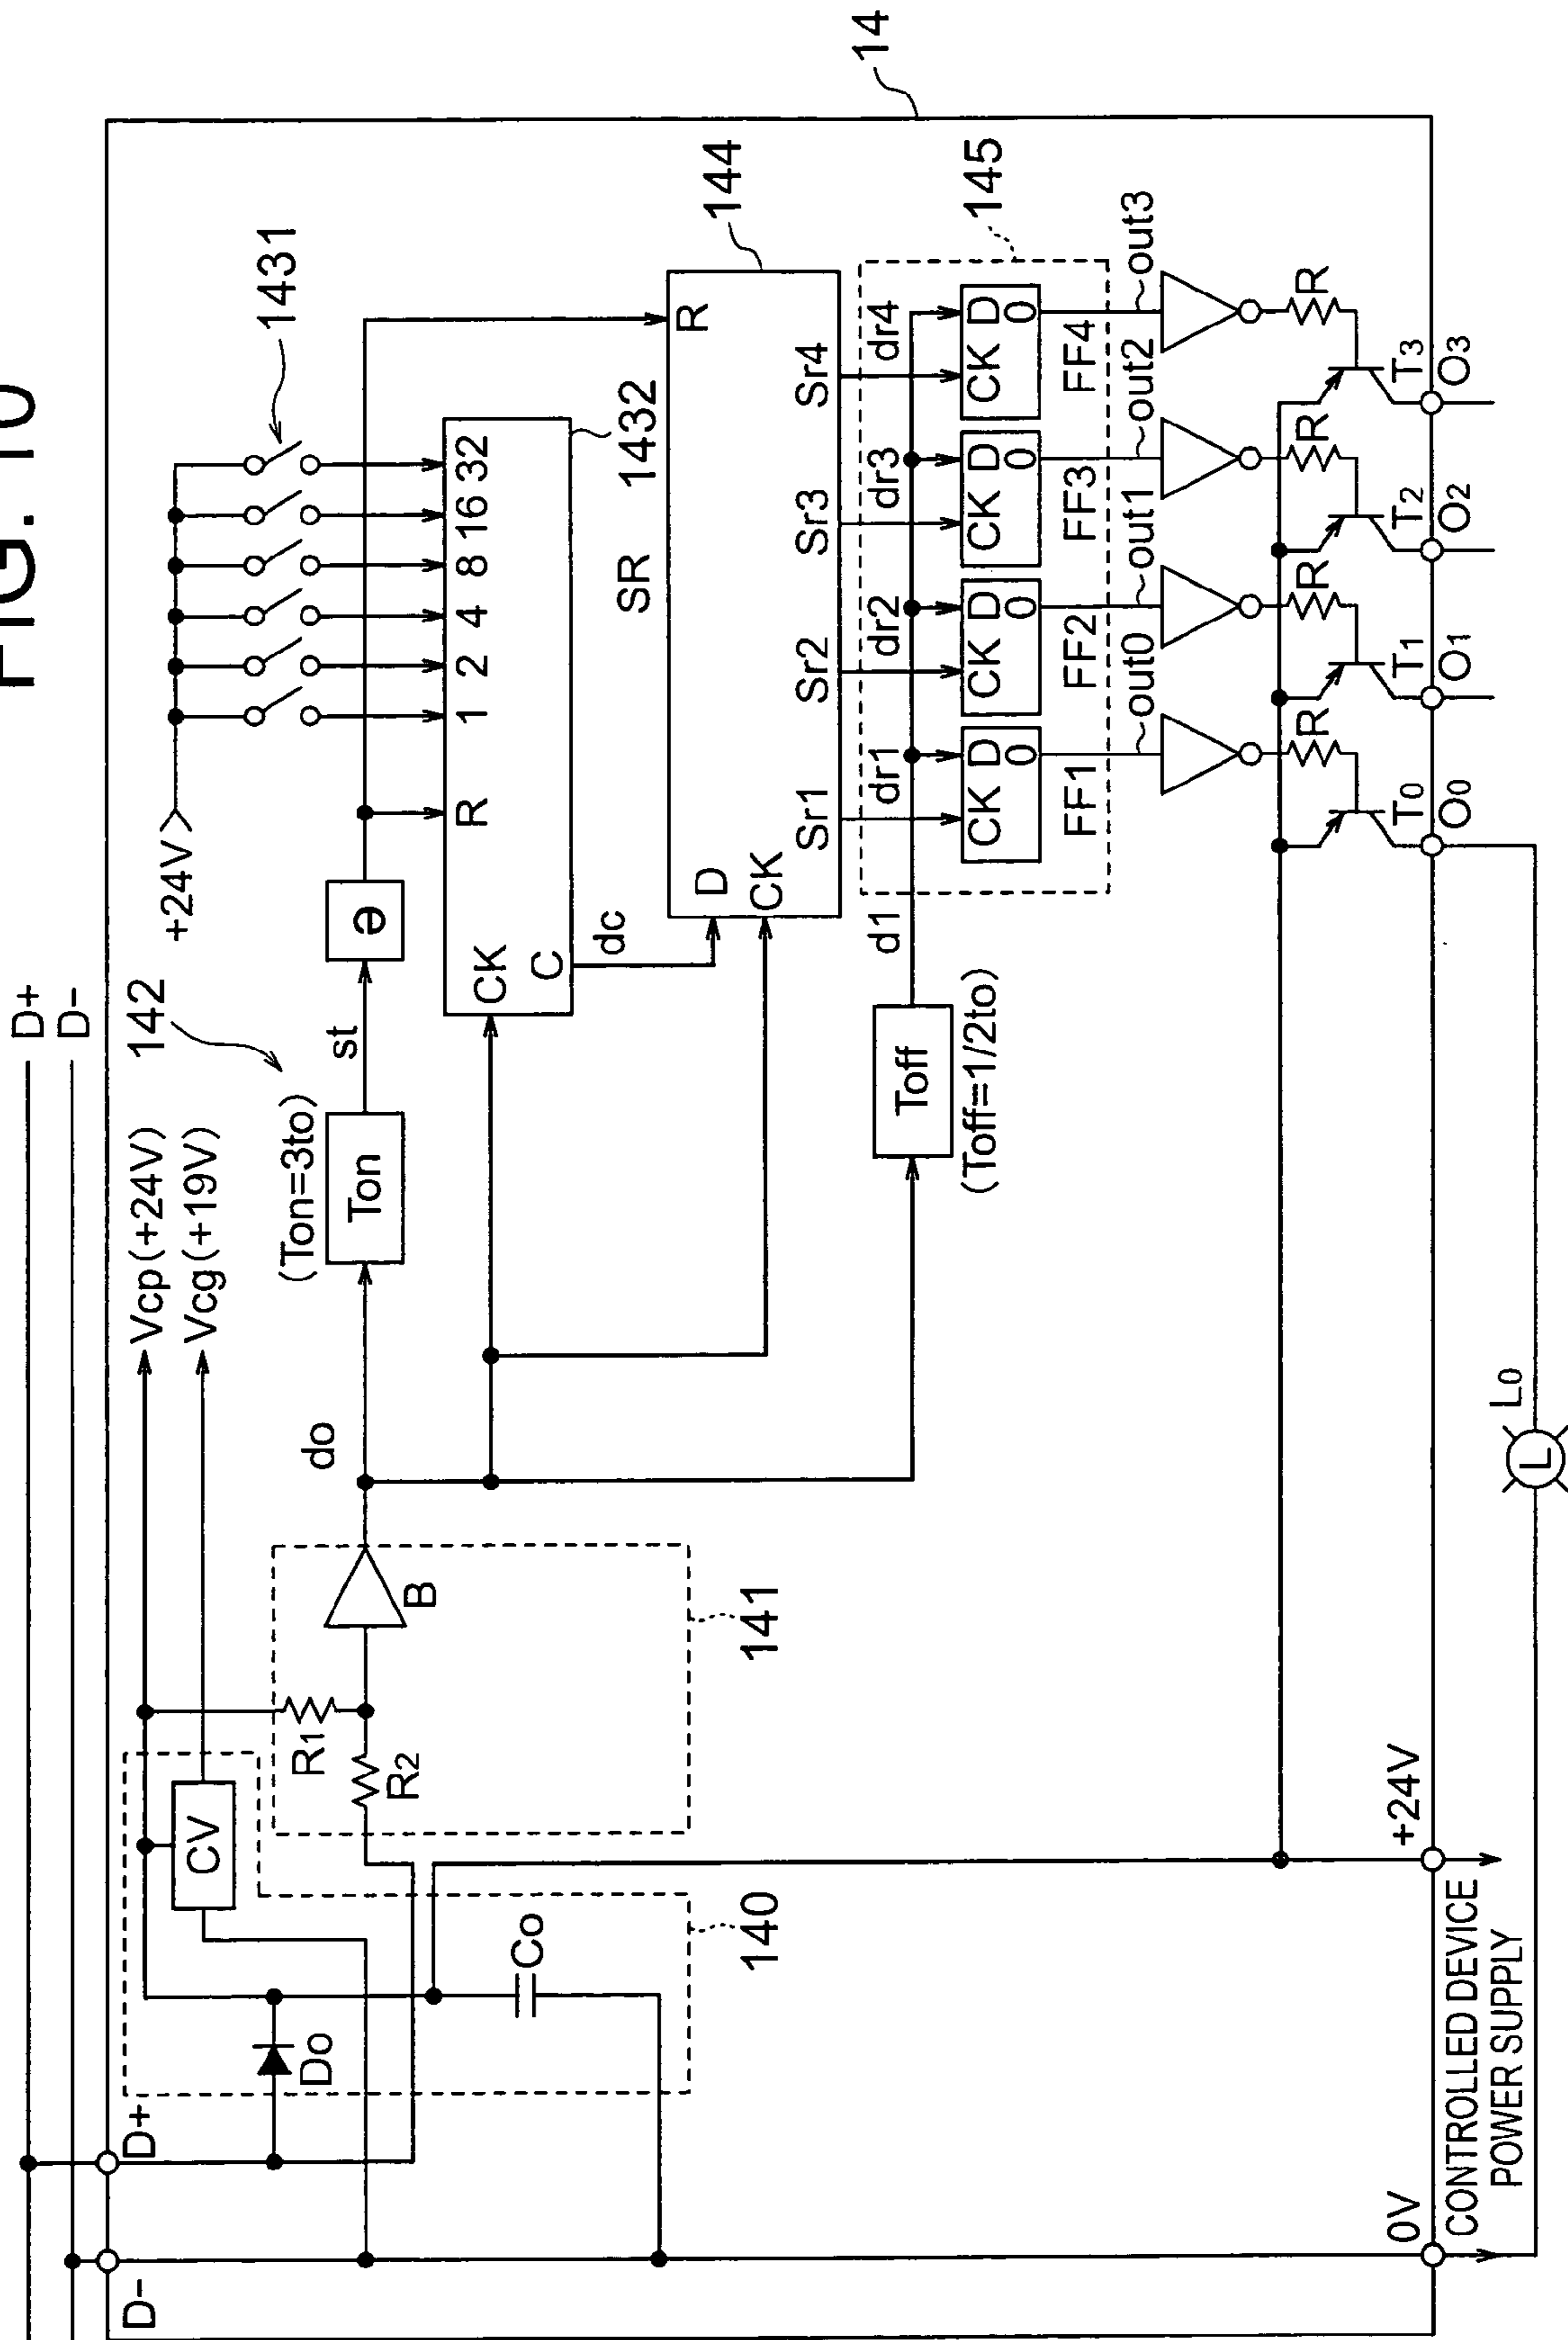 FIG. 10
D+
D-
14
D-
D+
Vcp(+24V)
Vcg(+19V)
142
+24V
1431
CV
(Ton=3to)
Ton
st
e
R1
R2
B
do
Do
Co
140
141
CK
R
1
2
4
8
16
32
C
1432
dc
SR
144
D
CK
R
Sr1
Sr2
Sr3
Sr4
Toff
(Toff=1/2to)
d1
dr1
dr2
dr3
dr4
145
CK D
0
CK D
0
CK D
0
CK D
0
FF1
FF2
FF3
FF4
out0
out1
out2
out3
R
R
R
R
T0
T1
T2
T3
O0
O1
O2
O3
0V
+24V
CONTROLLED DEVICE
POWER SUPPLY
L0
L